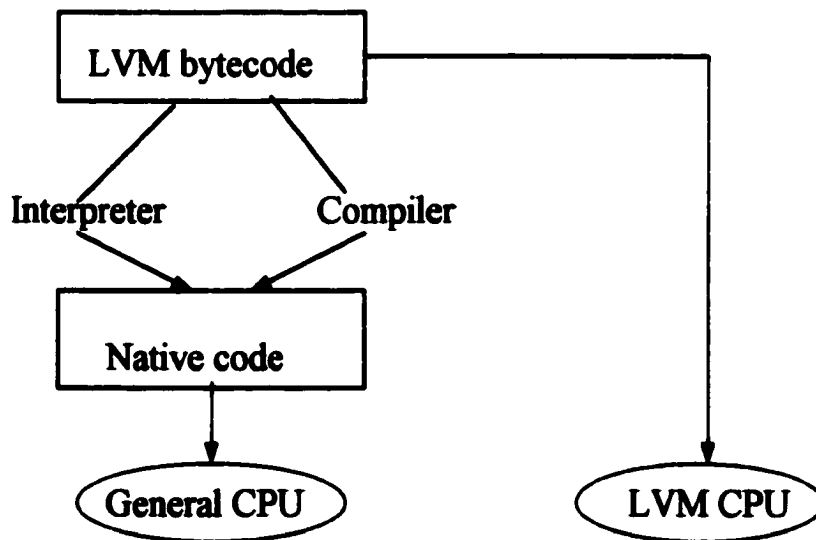 LVM bytecode
Interpreter
Compiler
Native code
General CPU
LVM CPU